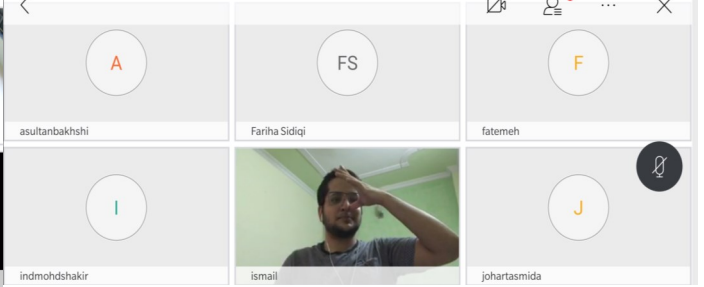 A
FS
F
asultanbakhshi
Fariha Sidiqi
fatemeh
I
J
indmohdshakir
ismail
johartasmida